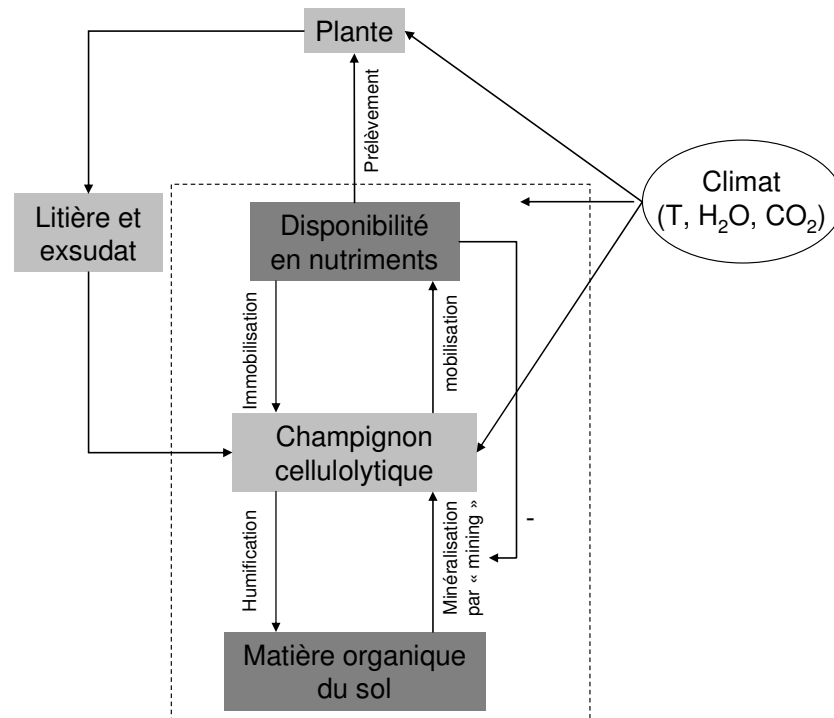 Plante
Prélèvement
Climat
(T, H₂O, CO₂)
Litière et
exsudat
Disponibilité
en nutriments
Immobilisation
mobilisation
Champignon
cellulolytique
-
Humification
Minéralisation
par « mining »
Matière organique
du sol